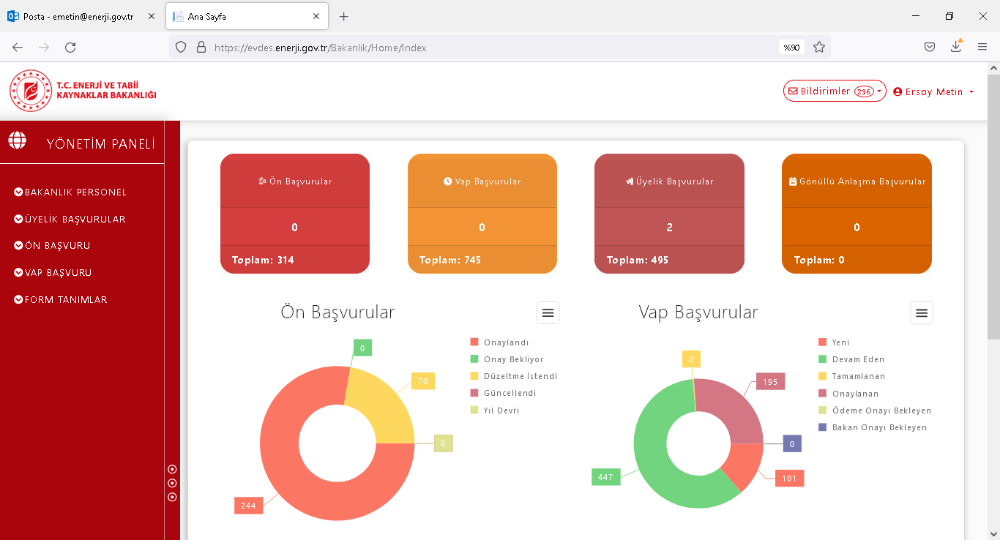 Posta - emetin@enerji.gov.tr
Ana Sayfa
https://evdes.enerji.gov.tr/Bakanlik/Home/Index
%90
T.C. ENERJİ VE TABİİ
KAYNAKLAR BAKANLIĞI
Bildirimler 296
Ersoy Metin
YÖNETİM PANELİ
BAKANLIK PERSONEL
ÜYELİK BAŞVURULAR
ÖN BAŞVURU
VAP BAŞVURU
FORM TANIMLAR
Ön Başvurular
0
Toplam: 314
Vap Başvurular
0
Toplam: 745
Üyelik Başvurular
2
Toplam: 495
Gönüllü Anlaşma Başvurular
0
Toplam: 0
Ön Başvurular
0
70
0
244
Onaylandı
Onay Bekliyor
Düzeltme İstendi
Güncellendi
Yıl Devri
Vap Başvurular
2
195
0
101
447
Yeni
Devam Eden
Tamamlanan
Onaylanan
Ödeme Onayı Bekleyen
Bakan Onayı Bekleyen